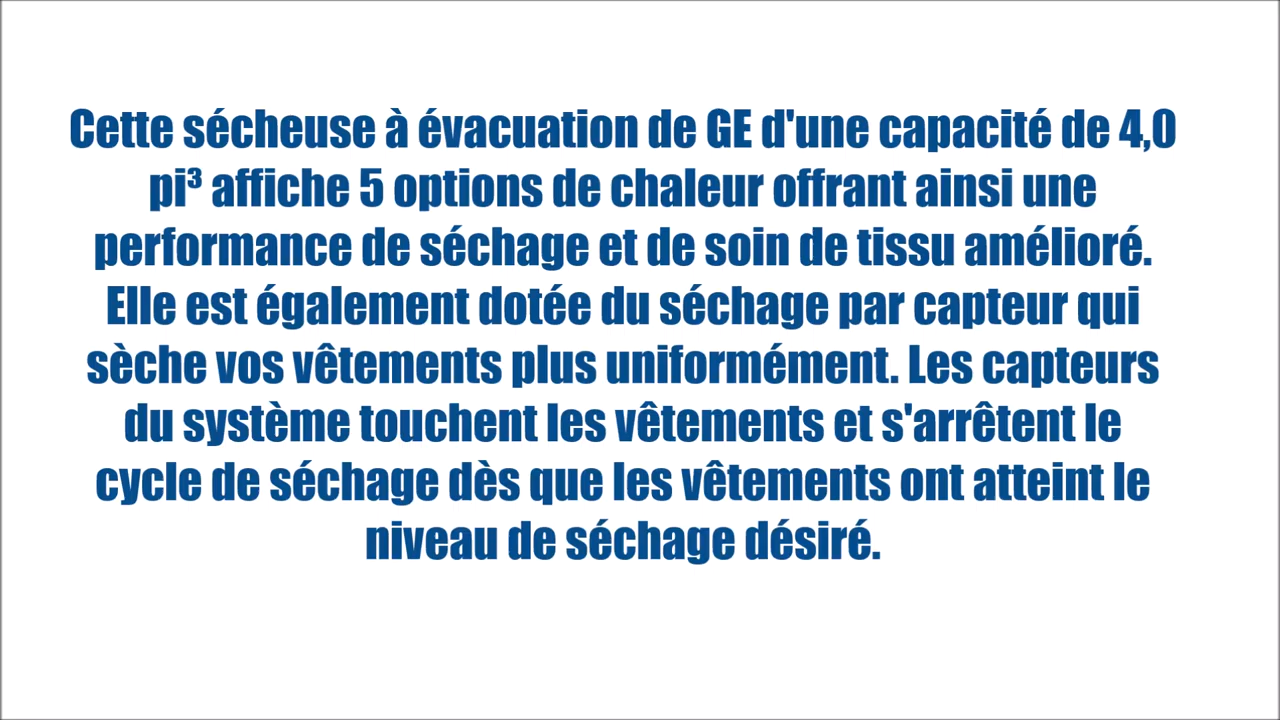 Cette sécheuse à évacuation de GE d'une capacité de 4,0
pi³ affiche 5 options de chaleur offrant ainsi une
performance de séchage et de soin de tissu amélioré.
Elle est également dotée du séchage par capteur qui
sèche vos vêtements plus uniformément. Les capteurs
du système touchent les vêtements et s'arrêtent le
cycle de séchage dès que les vêtements ont atteint le
niveau de séchage désiré.